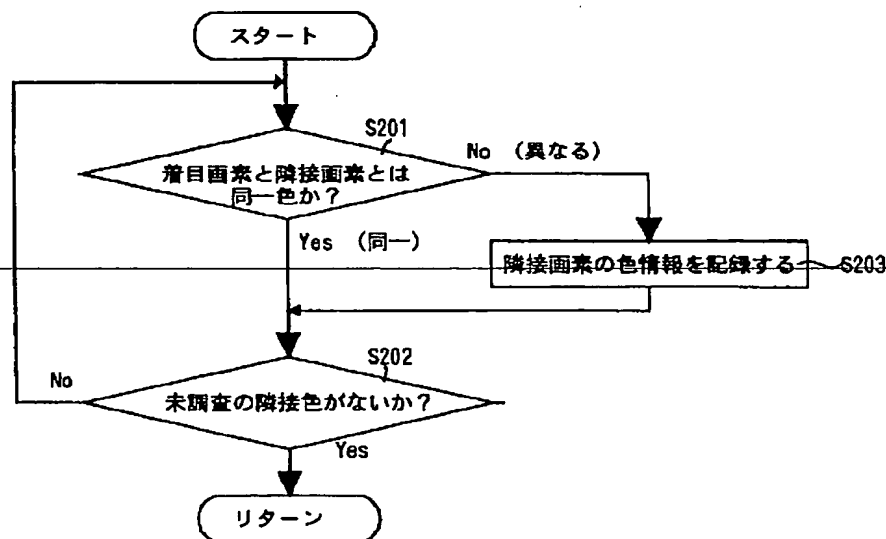 スタート
S201
No (異なる)
着目画素と隣接画素とは
同一色か?
Yes (同一)
隣接画素の色情報を記録する
S203
S202
No
未調査の隣接色がないか?
Yes
リターン